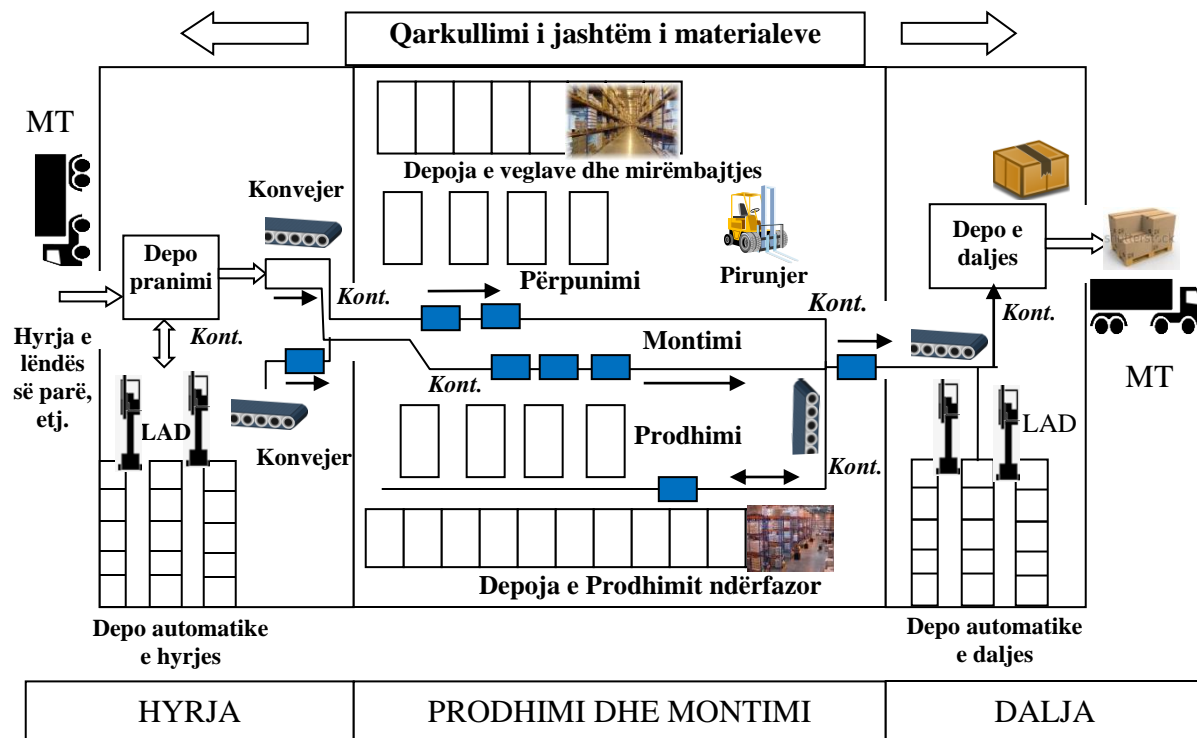 Qarkullimi i jashtëm i materialeve
MT
Konvejer
Depo
pranimi
Hyrja e
lëndës
së parë,
etj.
Kont.
LAD
Konvejer
Depo automatike
e hyrjes
Depoja e veglave dhe mirëmbajtjes
Përpunimi
Pirunjer
Kont.
Montimi
Kont.
Kont.
Prodhimi
Kont.
Depoja e Prodhimit ndërfazor
Depo e
daljes
Kont.
MT
LAD
Depo automatike
e daljes
HYRJA
PRODHIMI DHE MONTIMI
DALJA